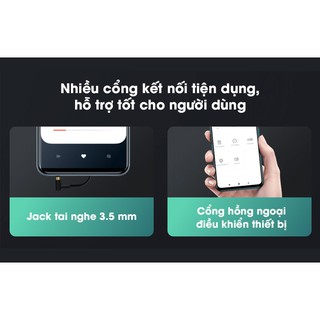 Nhiều cổng kết nối tiện dụng,
hỗ trợ tốt cho người dùng
Jack tai nghe 3.5 mm
Cổng hồng ngoại
điều khiển thiết bị